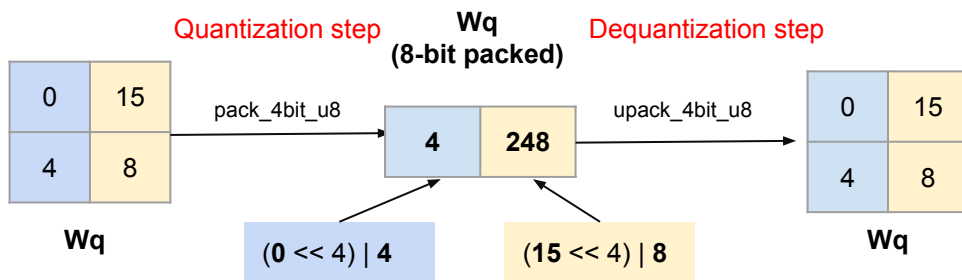 Quantization step
Wq
(8-bit packed)
Dequantization step
0 15
4 8
Wq
pack_4bit_u8
4 248
upack_4bit_u8
0 15
4 8
Wq
(0 << 4) | 4
(15 << 4) | 8